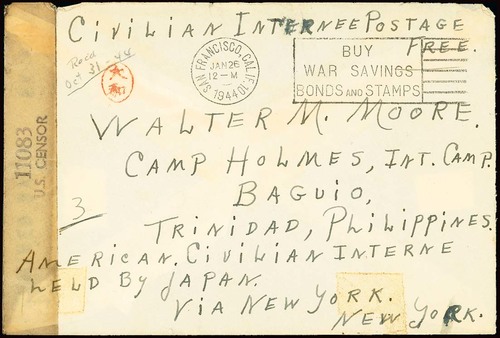 CIVILIAN INTERNEE POSTAGE
FREE.
Recd
Oct 31-44
SAN FRANCISCO, CALIF. 10
JAN 26
12-M
1944
BUY
WAR SAVINGS
BONDS AND STAMPS
11083
U.S. CENSOR
WALTER M. MOORE.
CAMP HOLMES, INT. CAMP.
BAGUIO,
3
TRINIDAD, PHILIPPINES.
AMERICAN. CIVILIAN INTERNE
HELD BY JAPAN.
VIA NEW YORK.
NEW YORK.